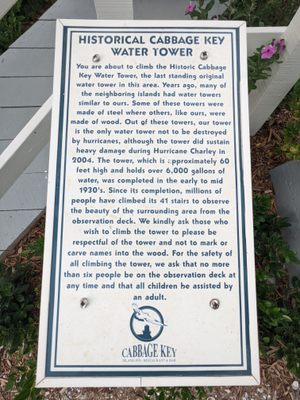 HISTORICAL CABBAGE KEY
WATER TOWER
You are about to climb the Historic Cabbage
Key Water Tower, the last standing original
water tower in this area. Years ago, many of
the neighboring islands had water towers
similar to ours. Some of these towers were
made of steel where others, like ours, were
made of wood. Out of these towers, our tower
is the only water tower not to be destroyed
by hurricanes, although the tower did sustain
heavy damage during Hurricane Charley in
2004. The tower, which is aproximately 60
feet high and holds over 6,000 gallons of
water, was completed in the early to mid
1930's. Since its completion, millions of
people have climbed its 41 stairs to observe
the beauty of the surrounding area from the
observation deck. We kindly ask those who
wish to climb the tower to please be
respectful of the tower and not to mark or
carve names into the wood. For the safety of
all climbing the tower, we ask that no more
than six people be on the observation deck at
any time and that all children be assisted by
an adult.
CABBAGE KEY
RESTAURANT & BAR